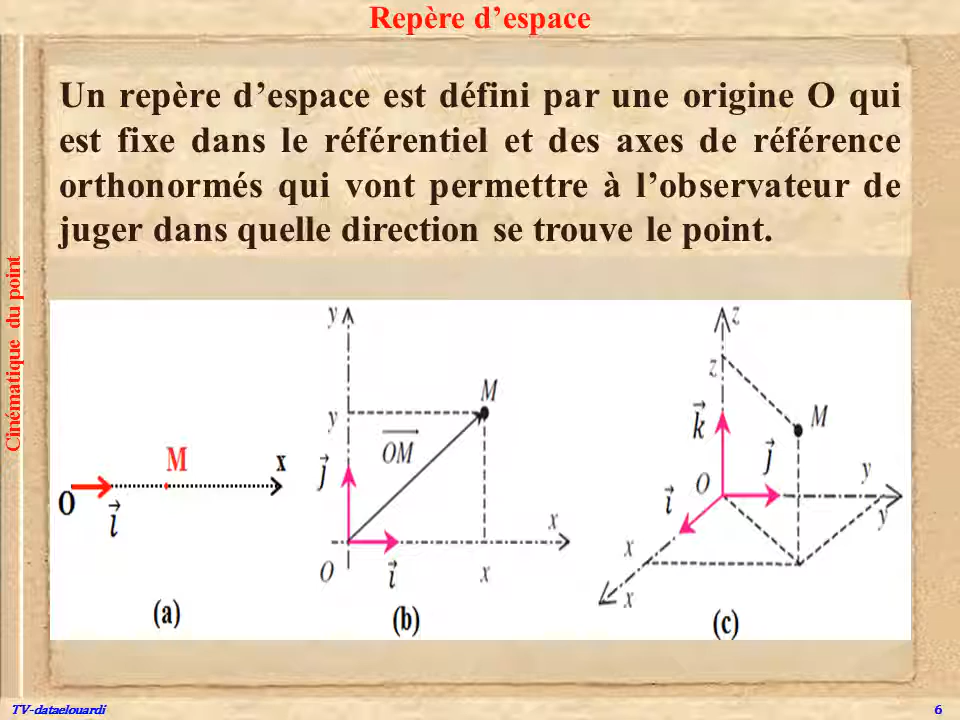 Repère d’espace
Un repère d’espace est défini par une origine O qui
est fixe dans le référentiel et des axes de référence
orthonormés qui vont permettre à l’observateur de
juger dans quelle direction se trouve le point.
Cinématique du point
O
i
M
x
(a)
y
y
M
OM
j
O
i
x
x
(b)
z
z
M
k
j
O
i
y
y
x
x
(c)
TV-dataelouardi
6